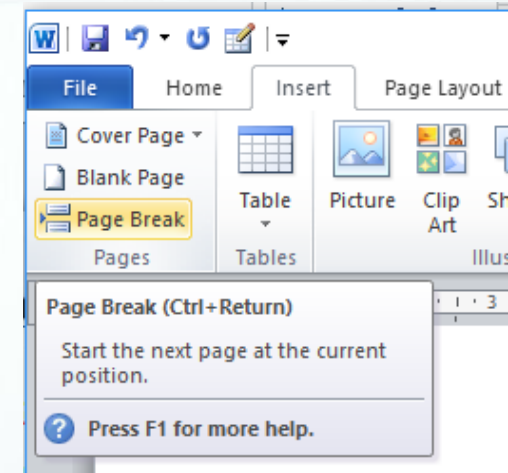 W
File Home Insert Page Layout
Cover Page
Blank Page
Page Break
Pages
Table
Tables
Picture
Clip
Art
Page Break (Ctrl+Return)
Start the next page at the current
position.
Press F1 for more help.
3